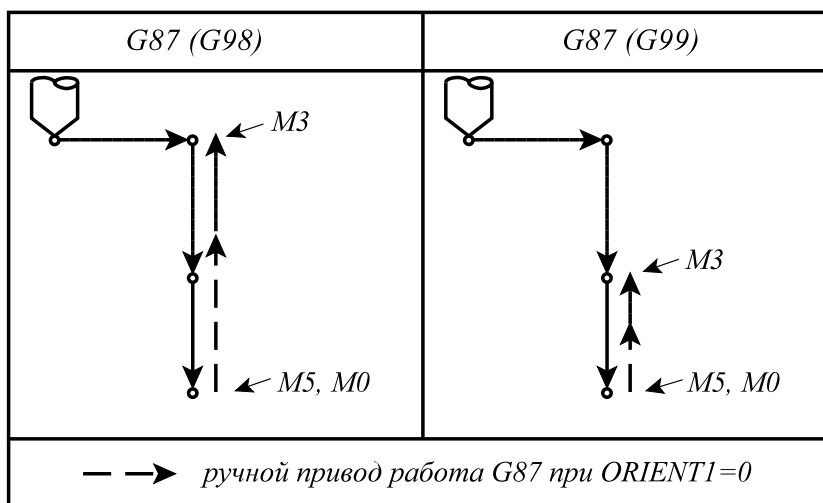 G87 (G98)
G87 (G99)
M3
M3
M5, M0
M5, M0
ручной привод работа G87 при ORIENT1=0